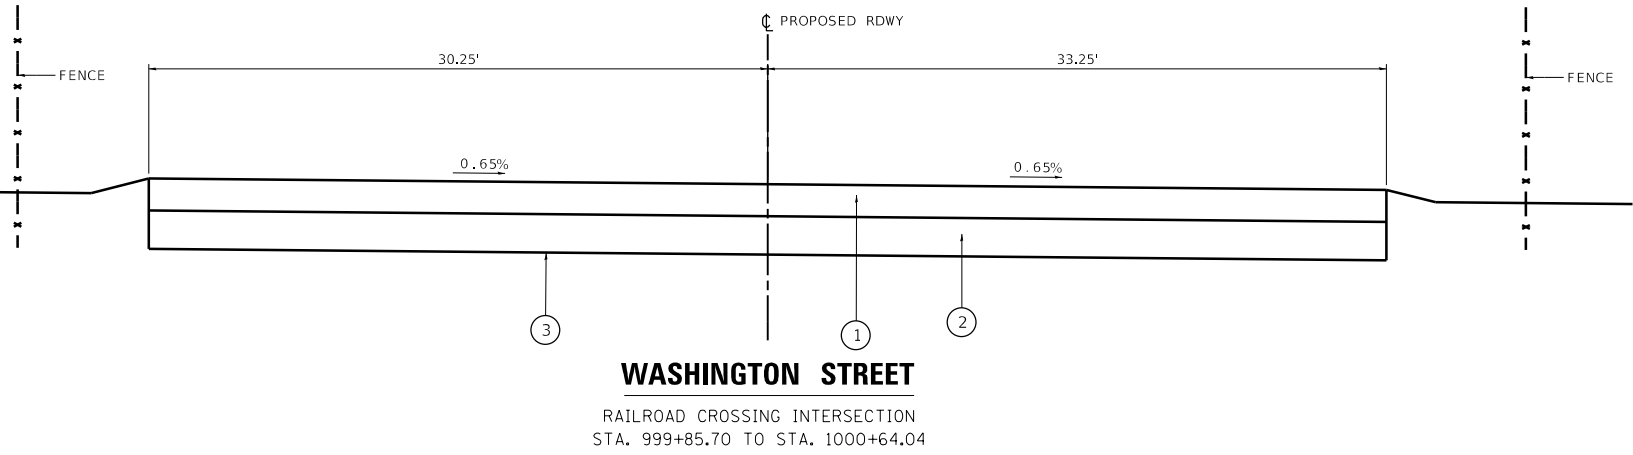 ℄ PROPOSED RDWY
30.25'
33.25'
FENCE
FENCE
0.65%
0.65%
3
1
2
WASHINGTON STREET
RAILROAD CROSSING INTERSECTION
STA. 999+85.70 TO STA. 1000+64.04